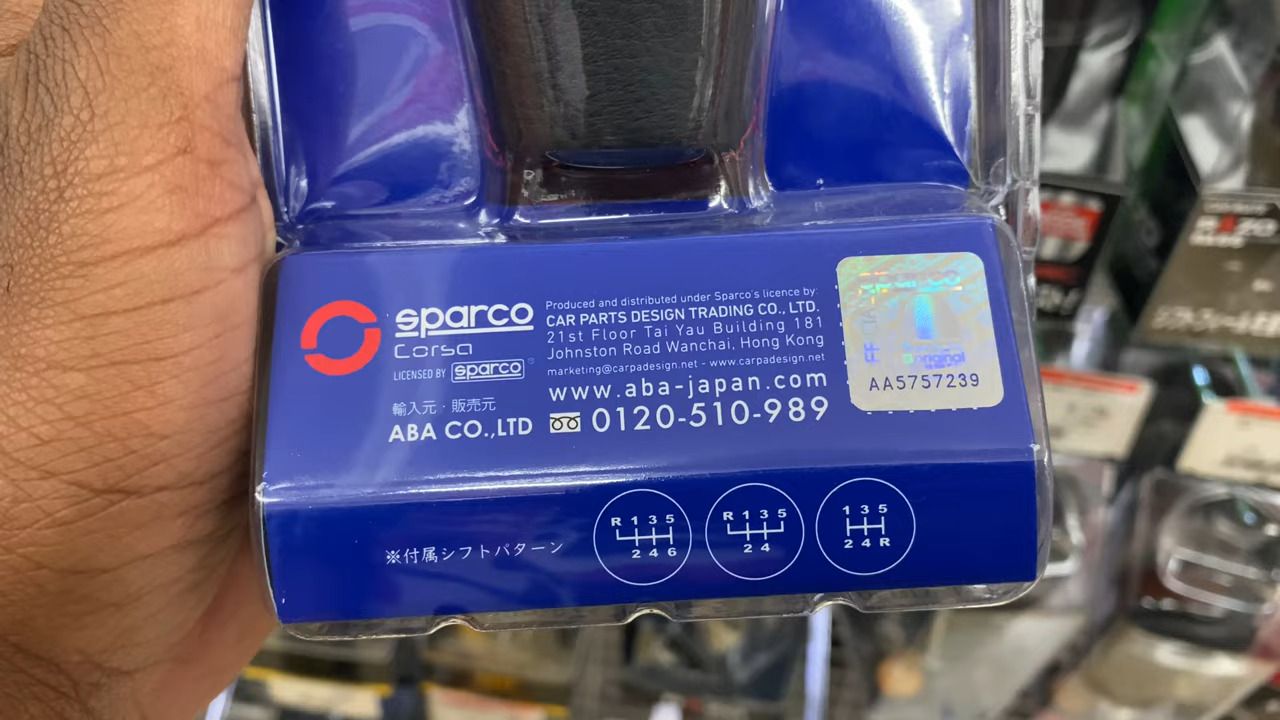 sparco
Corsa
LICENSED BY sparco
輸入元・販売元
ABA CO.,LTD
Produced and distributed under Sparco's licence by:
CAR PARTS DESIGN TRADING CO., LTD.
21st Floor Tai Yau Building 181
Johnston Road Wanchai, Hong Kong
marketing@carpadesign.net - www.carpadesign.net
www.aba-japan.com
0120-510-989
sparco
original
AA5757239
※付属シフトパターン
R 1 3 5
2 4 6
R 1 3 5
2 4
1 3 5
2 4 R